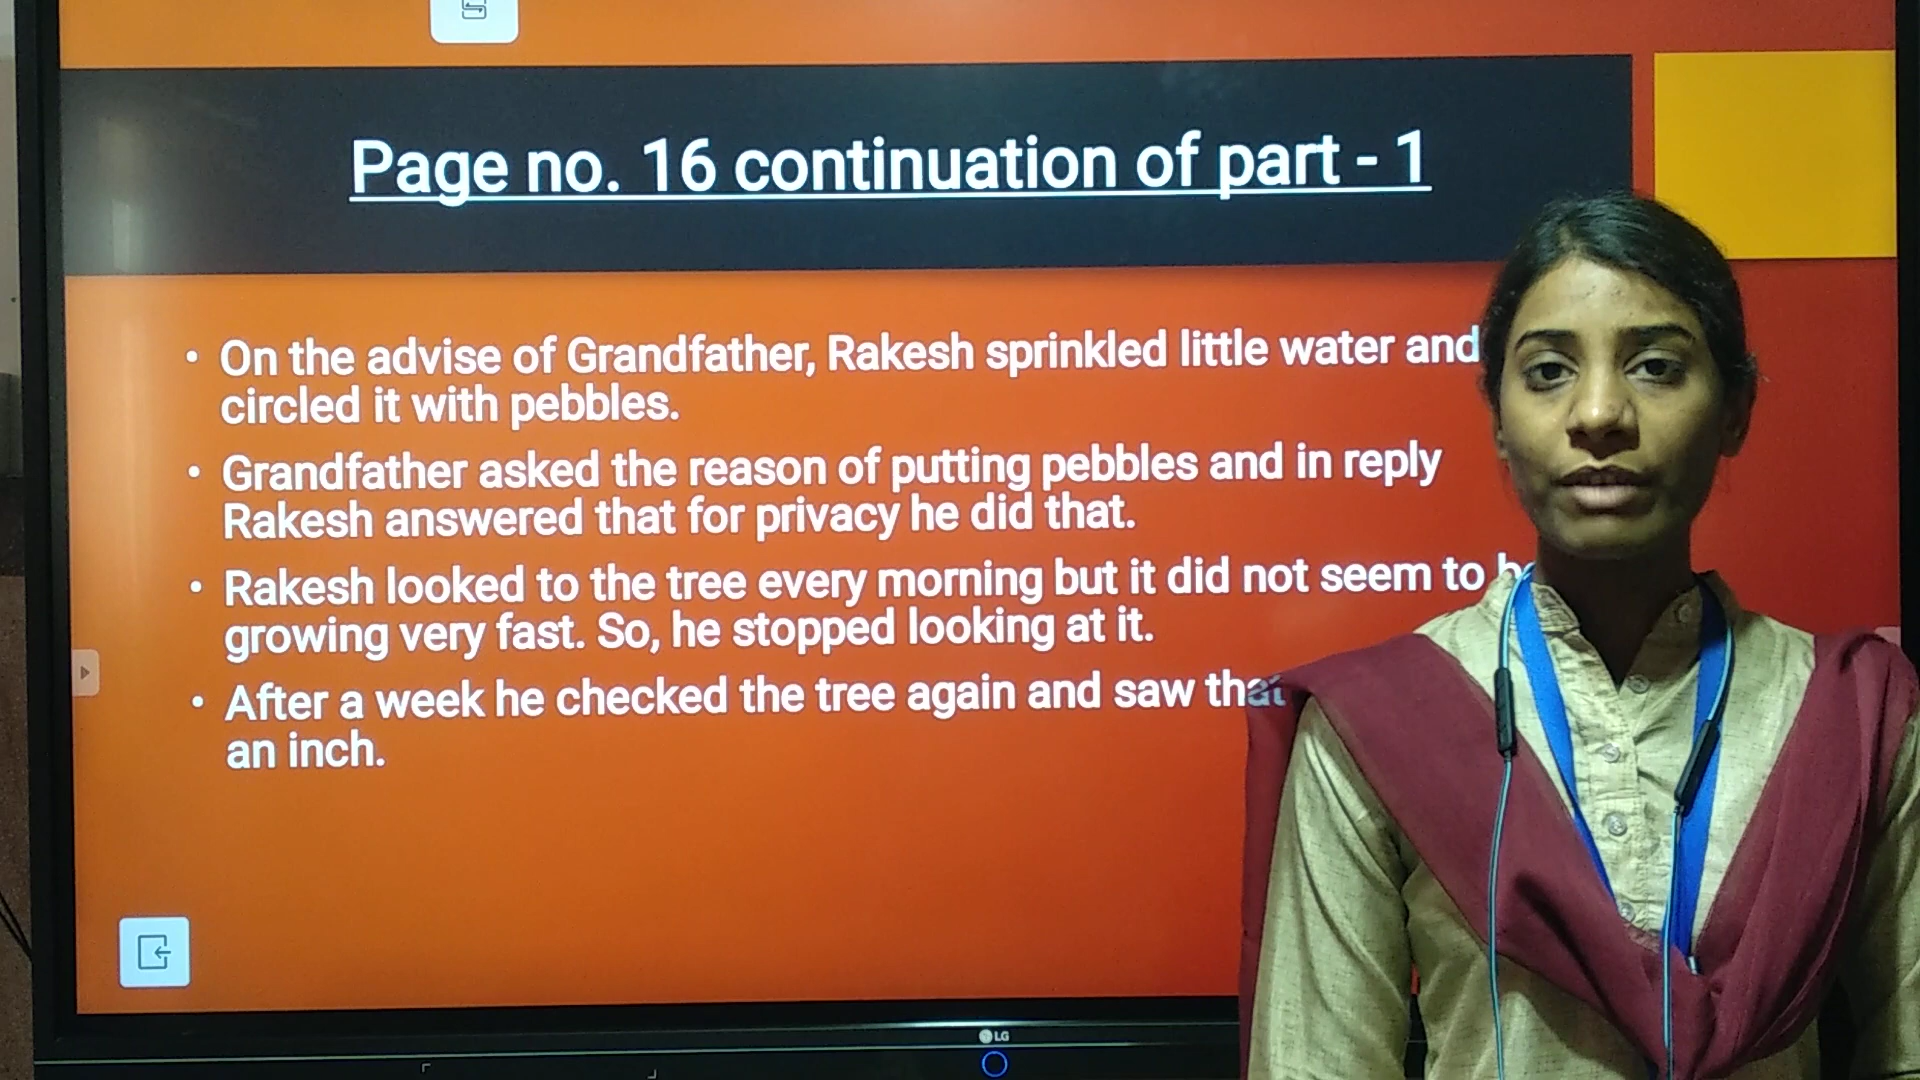 Page no. 16 continuation of part - 1
• On the advise of Grandfather, Rakesh sprinkled little water and
circled it with pebbles.
• Grandfather asked the reason of putting pebbles and in reply
Rakesh answered that for privacy he did that.
• Rakesh looked to the tree every morning but it did not seem to
growing very fast. So, he stopped looking at it.
• After a week he checked the tree again and saw that
an inch.
LG